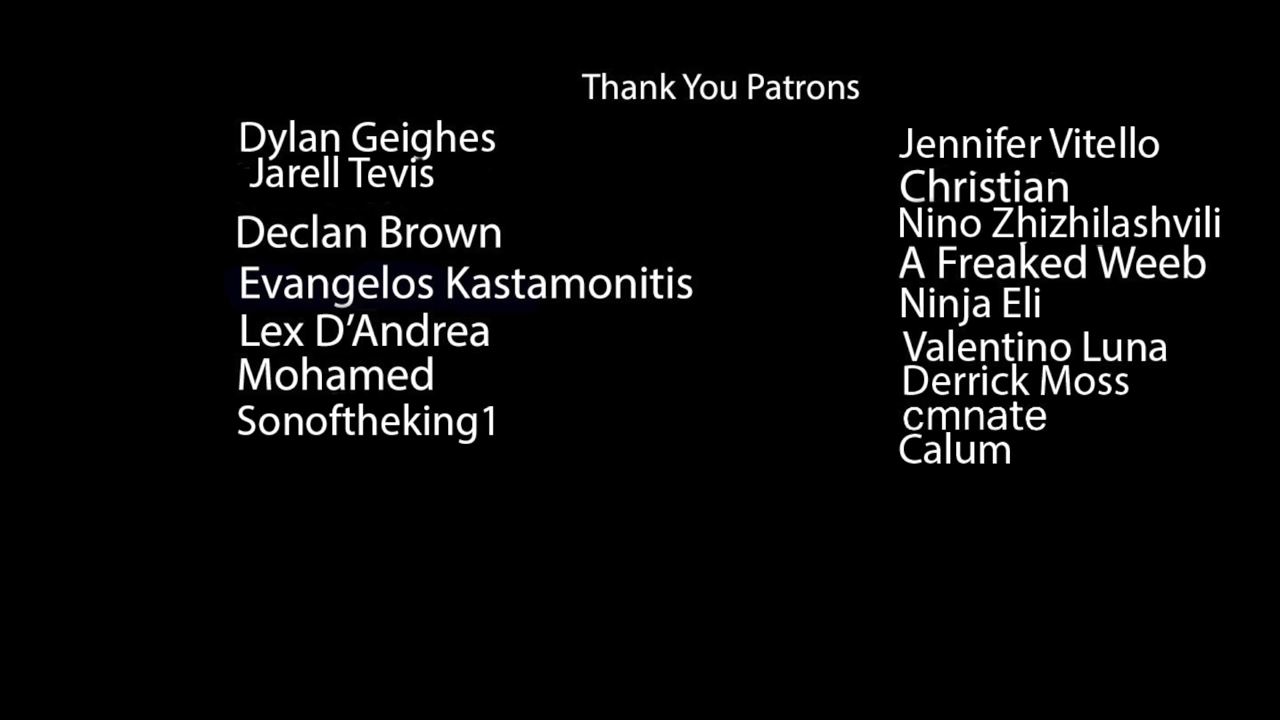 Thank You Patrons
Dylan Geighes
Jarell Tevis
Declan Brown
Evangelos Kastamonitis
Lex D’Andrea
Mohamed
Sonoftheking1
Jennifer Vitello
Christian
Nino Zhizhilashvili
A Freaked Weeb
Ninja Eli
Valentino Luna
Derrick Moss
cmnate
Calum